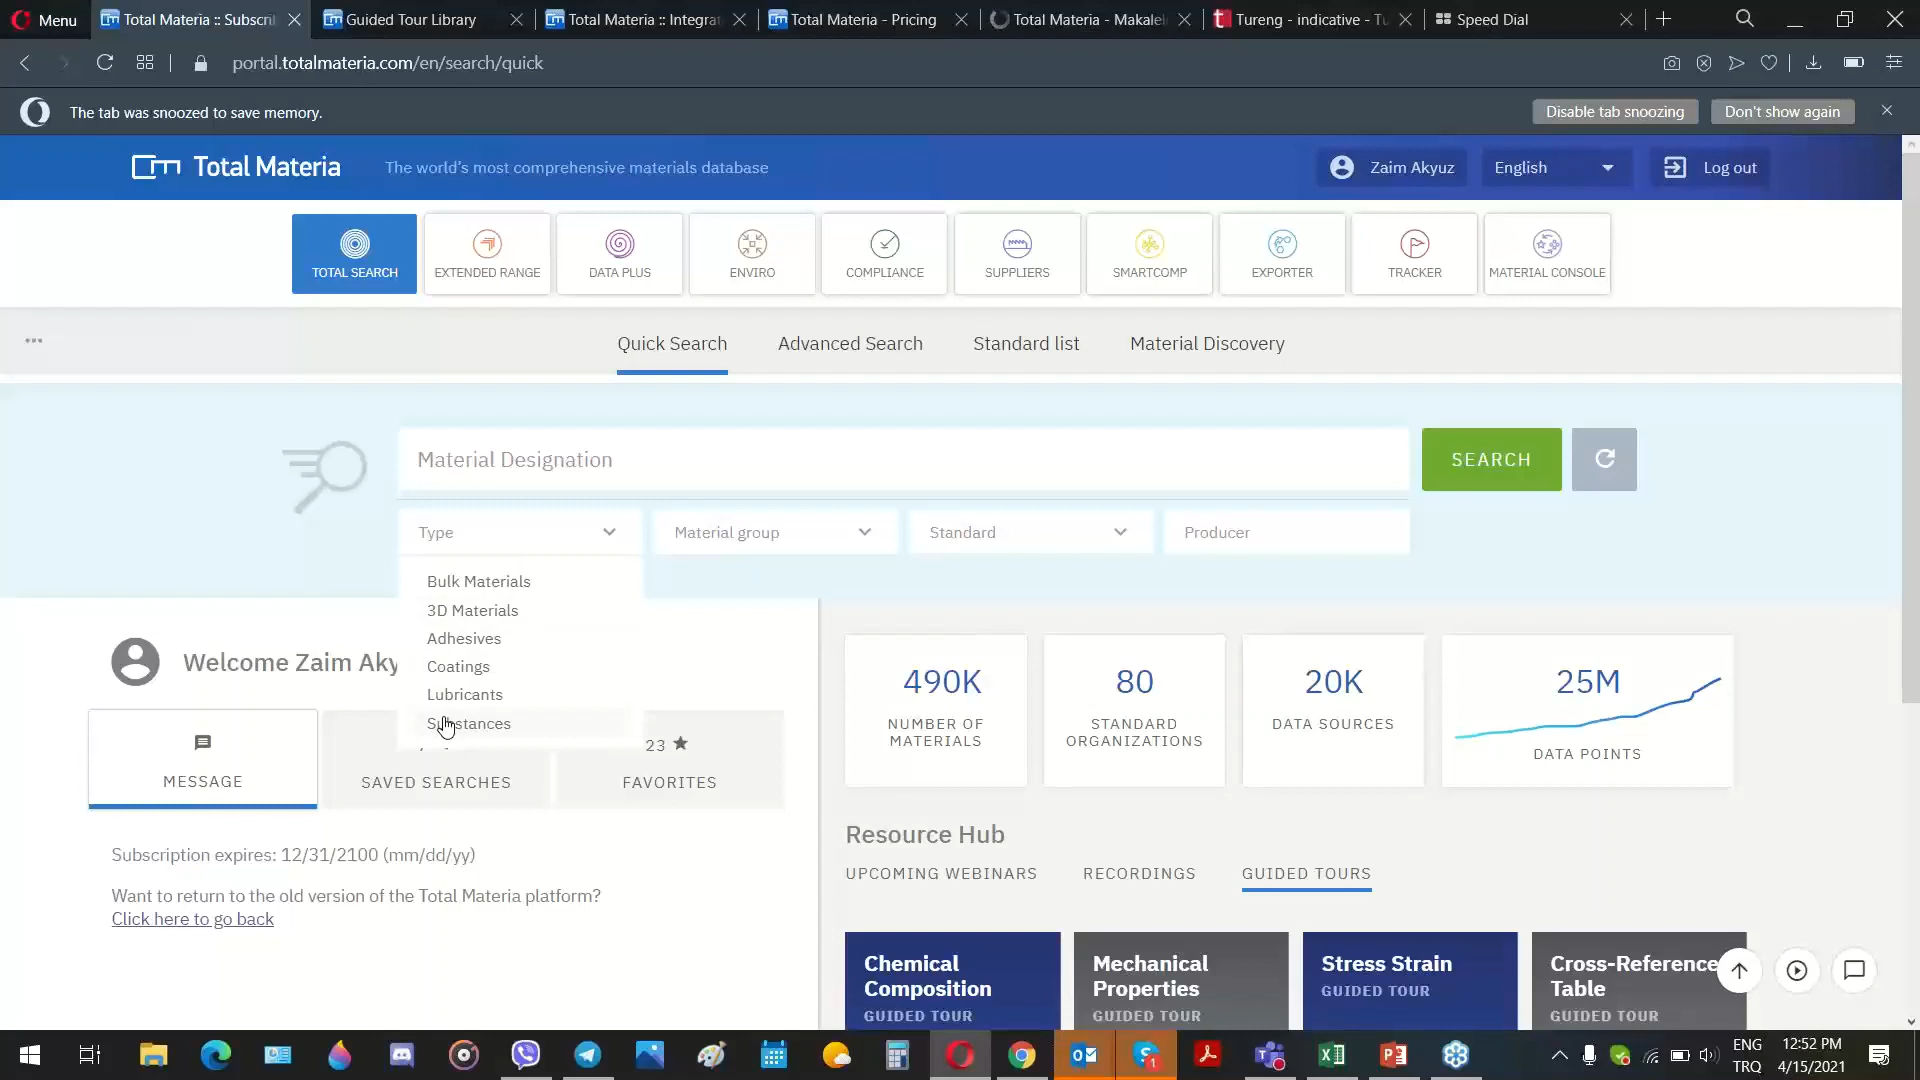 Menu
Total Materia :: Subscri
Guided Tour Library
Total Materia :: Integrat
Total Materia - Pricing
Total Materia - Makalel
Tureng - indicative - Tu
Speed Dial
portal.totalmateria.com/en/search/quick
The tab was snoozed to save memory.
Disable tab snoozing
Don't show again
Total Materia
The world's most comprehensive materials database
Zaim Akyuz
English
Log out
TOTAL SEARCH
EXTENDED RANGE
DATA PLUS
ENVIRO
COMPLIANCE
SUPPLIERS
SMARTCOMP
EXPORTER
TRACKER
MATERIAL CONSOLE
Quick Search
Advanced Search
Standard list
Material Discovery
Material Designation
SEARCH
Type
Material group
Standard
Producer
Bulk Materials
3D Materials
Adhesives
Coatings
Lubricants
Substances
Welcome Zaim Aky
MESSAGE
SAVED SEARCHES
23
FAVORITES
Subscription expires: 12/31/2100 (mm/dd/yy)
Want to return to the old version of the Total Materia platform?
Click here to go back
490K
NUMBER OF
MATERIALS
80
STANDARD
ORGANIZATIONS
20K
DATA SOURCES
25M
DATA POINTS
Resource Hub
UPCOMING WEBINARS
RECORDINGS
GUIDED TOURS
Chemical
Composition
GUIDED TOUR
Mechanical
Properties
GUIDED TOUR
Stress Strain
GUIDED TOUR
Cross-Reference
Table
GUIDED TOUR
ENG
TRQ
12:52 PM
4/15/2021